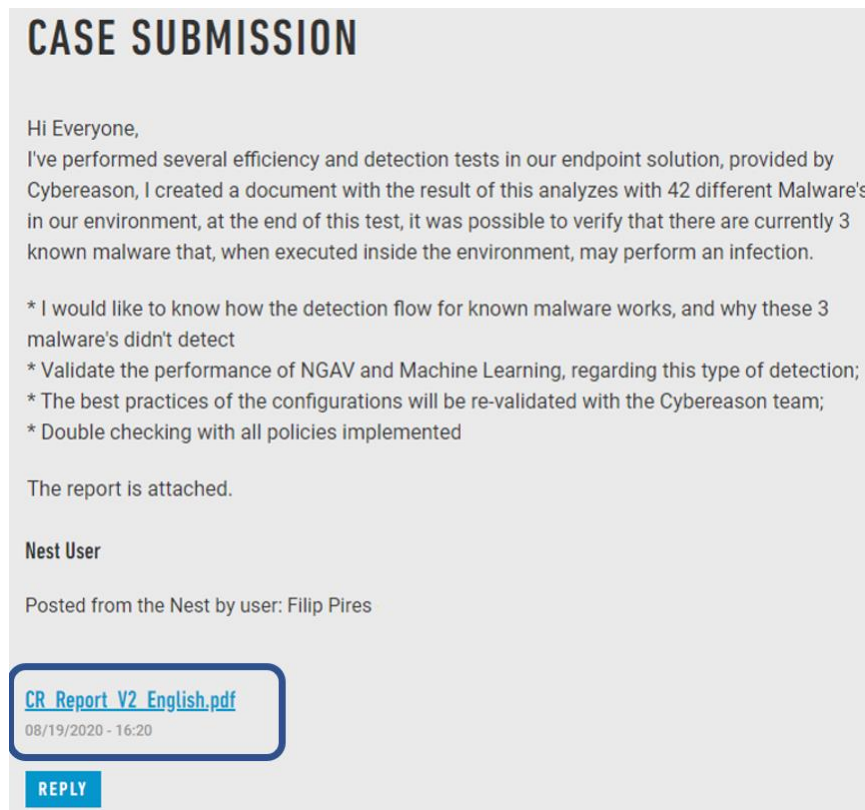 CASE SUBMISSION
Hi Everyone,
I've performed several efficiency and detection tests in our endpoint solution, provided by
Cybereason, I created a document with the result of this analyzes with 42 different Malware's
in our environment, at the end of this test, it was possible to verify that there are currently 3
known malware that, when executed inside the environment, may perform an infection.
* I would like to know how the detection flow for known malware works, and why these 3
malware's didn't detect
* Validate the performance of NGAV and Machine Learning, regarding this type of detection;
* The best practices of the configurations will be re-validated with the Cybereason team;
* Double checking with all policies implemented
The report is attached.
Nest User
Posted from the Nest by user: Filip Pires
CR_Report_V2_English.pdf
08/19/2020 - 16:20
REPLY